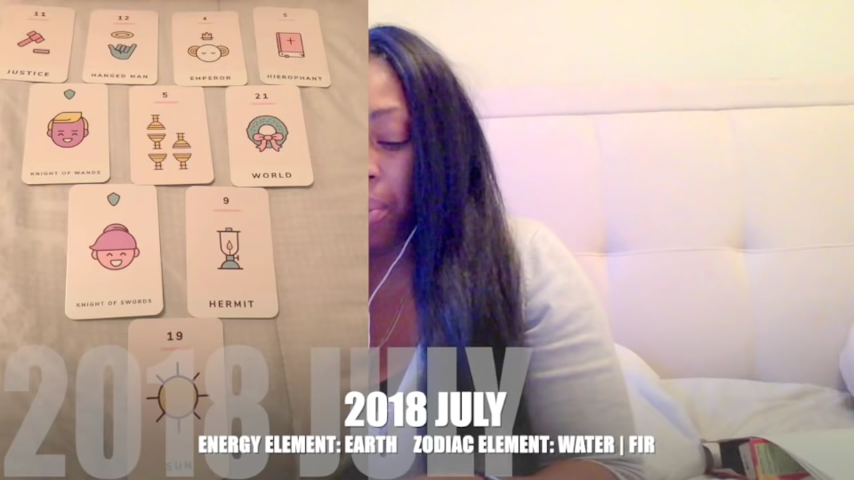 11 12 4 5
JUSTICE HANGED MAN EMPEROR HIEROPHANT
5 21
KNIGHT OF WANDS WORLD
9
KNIGHT OF SWORDS HERMIT
19
SUN
2018 JULY
2018 JULY
ENERGY ELEMENT: EARTH ZODIAC ELEMENT: WATER | FIR